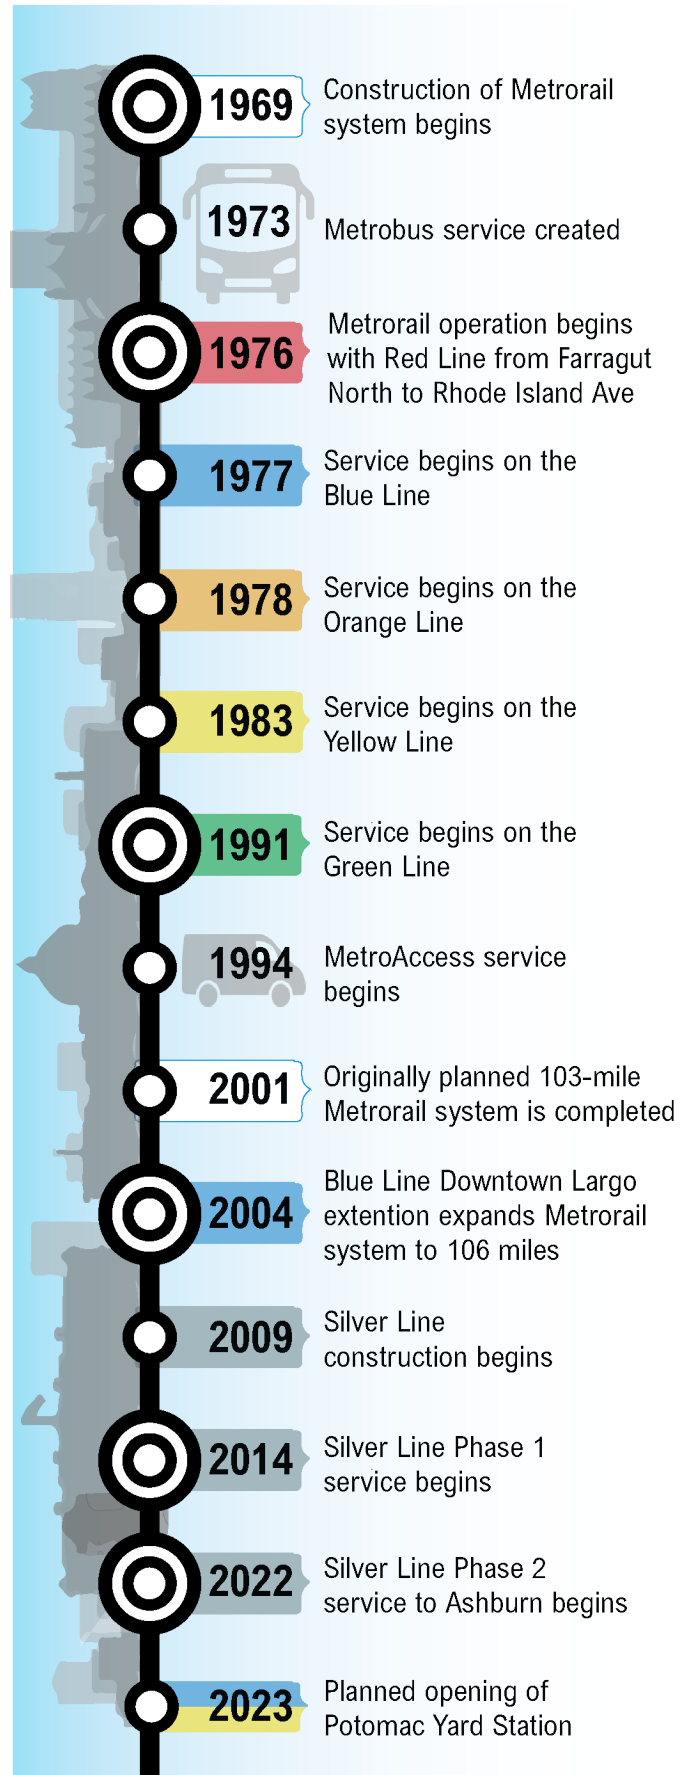 1969
Construction of Metrorail
system begins
1973
Metrobus service created
1976
Metrorail operation begins
with Red Line from Farragut
North to Rhode Island Ave
1977
Service begins on the
Blue Line
1978
Service begins on the
Orange Line
1983
Service begins on the
Yellow Line
1991
Service begins on the
Green Line
1994
MetroAccess service
begins
2001
Originally planned 103-mile
Metrorail system is completed
2004
Blue Line Downtown Largo
extention expands Metrorail
system to 106 miles
2009
Silver Line
construction begins
2014
Silver Line Phase 1
service begins
2022
Silver Line Phase 2
service to Ashburn begins
2023
Planned opening of
Potomac Yard Station